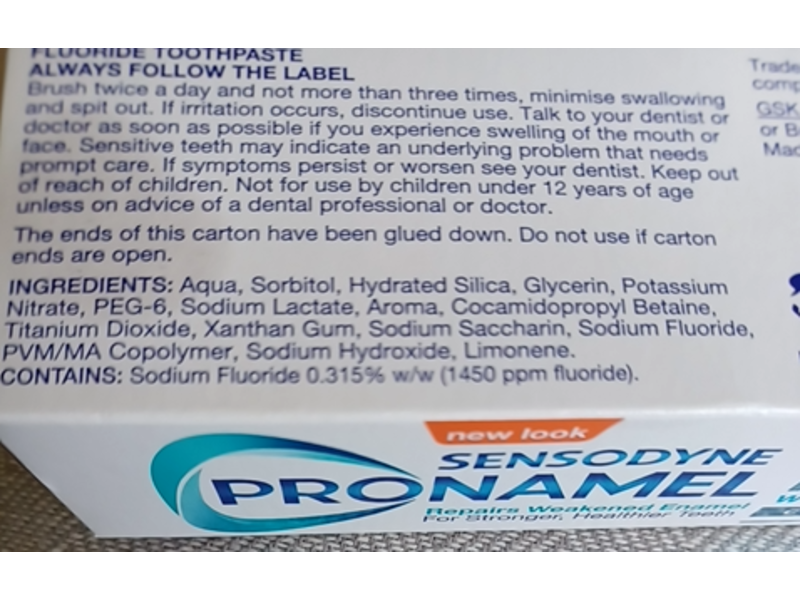 FLUORIDE TOOTHPASTE
ALWAYS FOLLOW THE LABEL
Brush twice a day and not more than three times, minimise swallowing
and spit out. If irritation occurs, discontinue use. Talk to your dentist or
doctor as soon as possible if you experience swelling of the mouth or
face. Sensitive teeth may indicate an underlying problem that needs
prompt care. If symptoms persist or worsen see your dentist. Keep out
of reach of children. Not for use by children under 12 years of age
unless on advice of a dental professional or doctor.
The ends of this carton have been glued down. Do not use if carton
ends are open.
INGREDIENTS: Aqua, Sorbitol, Hydrated Silica, Glycerin, Potassium
Nitrate, PEG-6, Sodium Lactate, Aroma, Cocamidopropyl Betaine,
Titanium Dioxide, Xanthan Gum, Sodium Saccharin, Sodium Fluoride,
PVM/MA Copolymer, Sodium Hydroxide, Limonene.
CONTAINS: Sodium Fluoride 0.315% w/w (1450 ppm fluoride).
Trade
comp
GSK
or B
Mac
new look
SENSODYNE
PRONAMEL
Repairs Weakened Enamel
For Stronger, Healthier Teeth